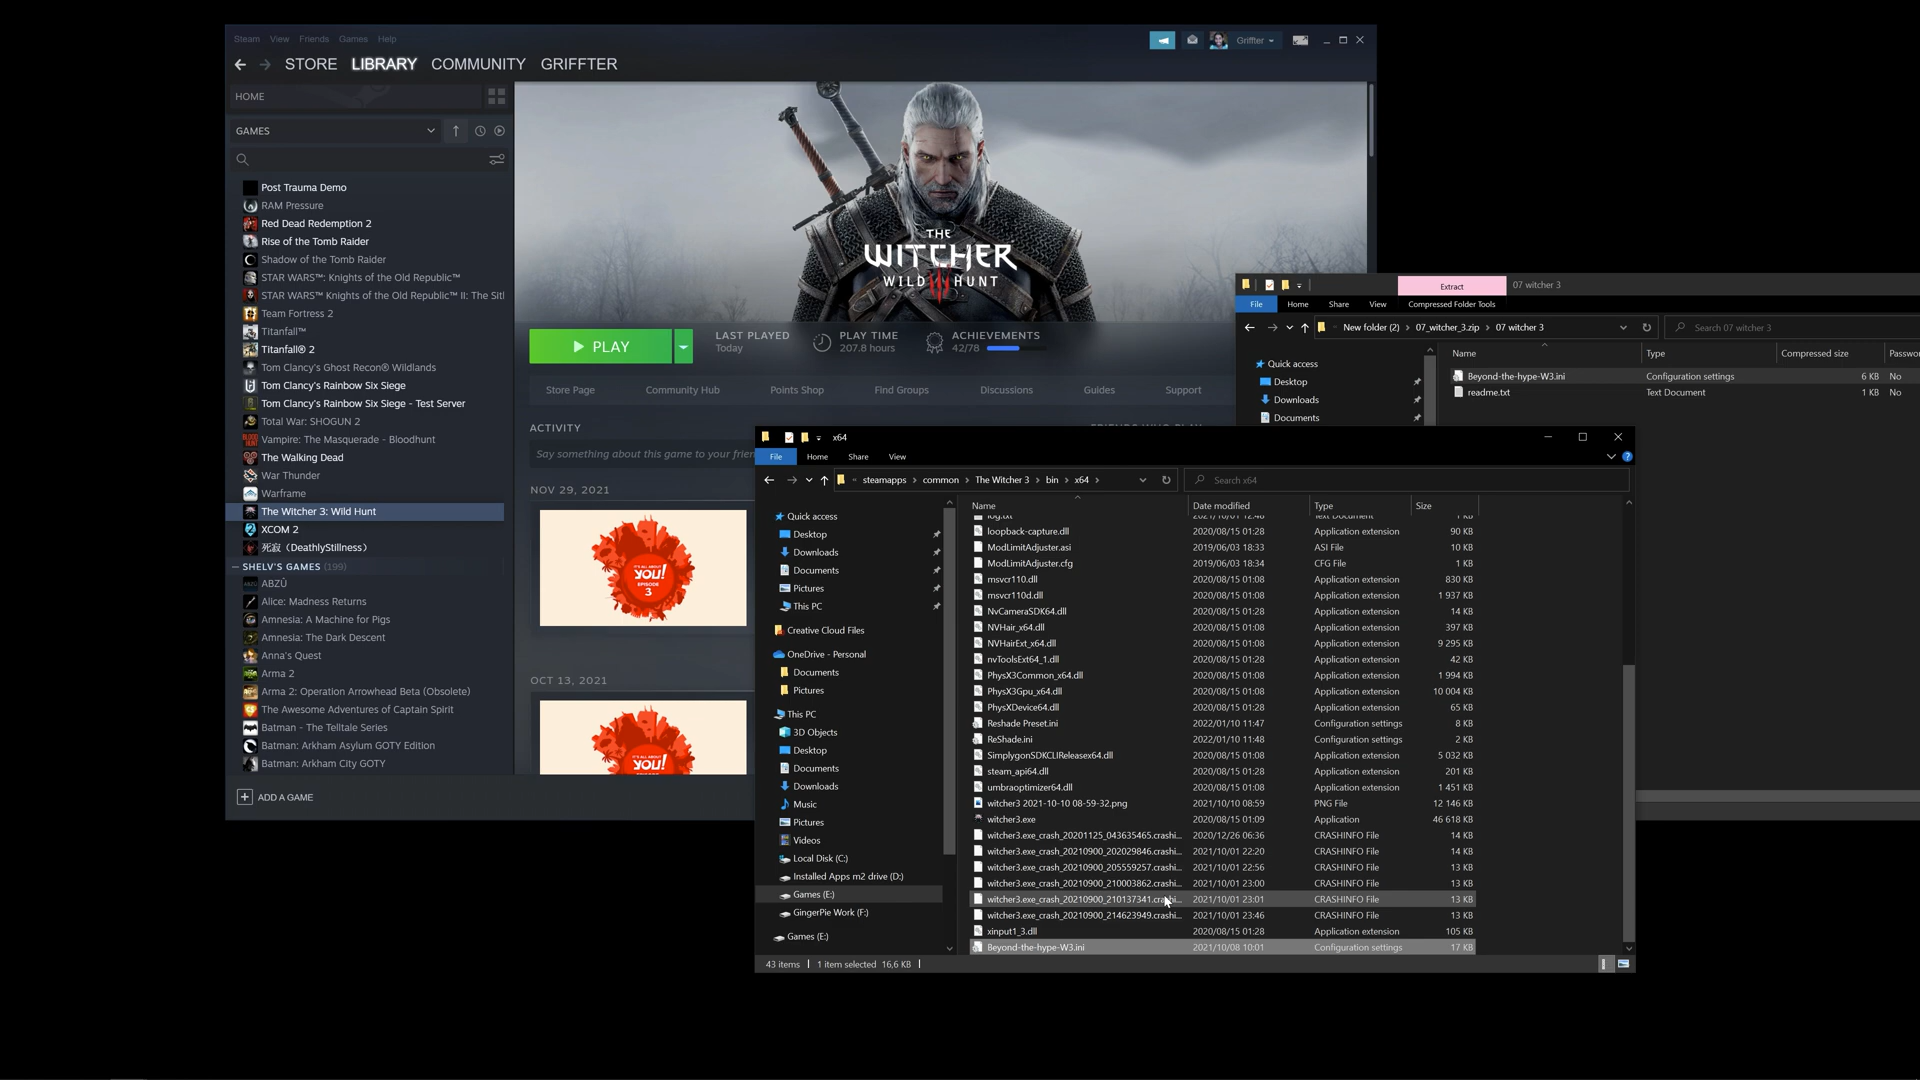 Steam View Friends Games Help
Griffter
STORE LIBRARY COMMUNITY GRIFFTER
HOME
GAMES
Post Trauma Demo
RAM Pressure
Red Dead Redemption 2
Rise of the Tomb Raider
Shadow of the Tomb Raider
STAR WARS™: Knights of the Old Republic™
STAR WARS™ Knights of the Old Republic™ II: The Sitl
Team Fortress 2
Titanfall™
Titanfall® 2
Tom Clancy's Ghost Recon® Wildlands
Tom Clancy's Rainbow Six Siege
Tom Clancy's Rainbow Six Siege - Test Server
Total War: SHOGUN 2
Vampire: The Masquerade - Bloodhunt
The Walking Dead
War Thunder
Warframe
The Witcher 3: Wild Hunt
XCOM 2
死寂（DeathlyStillness）
SHELV'S GAMES (199)
ABZÛ
Alice: Madness Returns
Amnesia: A Machine for Pigs
Amnesia: The Dark Descent
Anna's Quest
Arma 2
Arma 2: Operation Arrowhead Beta (Obsolete)
The Awesome Adventures of Captain Spirit
Batman - The Telltale Series
Batman: Arkham Asylum GOTY Edition
Batman: Arkham City GOTY
ADD A GAME
THE
WITCHER
WILD HUNT
PLAY
LAST PLAYED
Today
PLAY TIME
207.8 hours
ACHIEVEMENTS
42/78
Store Page Community Hub Points Shop Find Groups Discussions Guides Support
ACTIVITY
Say something about this game to your frien
NOV 29, 2021
IT'S ALL ABOUT
YOU!
EPISODE
3
OCT 13, 2021
IT'S ALL ABOUT
YOU!
Extract 07 witcher 3
File Home Share View Compressed Folder Tools
New folder (2) 07_witcher_3.zip 07 witcher 3 Search 07 witcher 3
Name Type Compressed size Passwo
Beyond-the-hype-W3.ini Configuration settings 6 KB No
readme.txt Text Document 1 KB No
Quick access
Desktop
Downloads
Documents
x64
File Home Share View
steamapps common The Witcher 3 bin x64 Search x64
Name Date modified Type Size
Quick access
Desktop
Downloads
Documents
Pictures
This PC
Creative Cloud Files
OneDrive - Personal
Documents
Pictures
This PC
3D Objects
Desktop
Documents
Downloads
Music
Pictures
Videos
Local Disk (C:)
Installed Apps m2 drive (D:)
Games (E:)
GingerPie Work (F:)
Games (E:)
loopback-capture.dll 2020/08/15 01:28 Application extension 90 KB
ModLimitAdjuster.asi 2019/06/03 18:33 ASI File 10 KB
ModLimitAdjuster.cfg 2019/06/03 18:34 CFG File 1 KB
msvcr110.dll 2020/08/15 01:08 Application extension 830 KB
msvcr110d.dll 2020/08/15 01:08 Application extension 1 937 KB
NvCameraSDK64.dll 2020/08/15 01:28 Application extension 14 KB
NVHair_x64.dll 2020/08/15 01:08 Application extension 397 KB
NVHairExt_x64.dll 2020/08/15 01:08 Application extension 9 295 KB
nvToolsExt64_1.dll 2020/08/15 01:28 Application extension 42 KB
PhysX3Common_x64.dll 2020/08/15 01:08 Application extension 1 994 KB
PhysX3Gpu_x64.dll 2020/08/15 01:08 Application extension 10 004 KB
PhysXDevice64.dll 2020/08/15 01:08 Application extension 65 KB
Reshade Preset.ini 2022/01/10 11:47 Configuration settings 8 KB
ReShade.ini 2022/01/10 11:48 Configuration settings 2 KB
SimplygonSDKCLIReleasex64.dll 2020/08/15 01:08 Application extension 5 032 KB
steam_api64.dll 2020/08/15 01:28 Application extension 201 KB
umbraoptimizer64.dll 2020/08/15 01:08 Application extension 1 451 KB
witcher3 2021-10-10 08-59-32.png 2021/10/10 08:59 PNG File 12 146 KB
witcher3.exe 2020/08/15 01:09 Application 46 618 KB
witcher3.exe_crash_20201125_043635465.crashi... 2020/12/26 06:36 CRASHINFO File 14 KB
witcher3.exe_crash_20210900_202029846.crashi... 2021/10/01 22:20 CRASHINFO File 14 KB
witcher3.exe_crash_20210900_205559257.crashi... 2021/10/01 22:56 CRASHINFO File 13 KB
witcher3.exe_crash_20210900_210003862.crashi... 2021/10/01 23:00 CRASHINFO File 13 KB
witcher3.exe_crash_20210900_210137341.crashi... 2021/10/01 23:01 CRASHINFO File 13 KB
witcher3.exe_crash_20210900_214623949.crashi... 2021/10/01 23:46 CRASHINFO File 13 KB
xinput1_3.dll 2020/08/15 01:28 Application extension 105 KB
Beyond-the-hype-W3.ini 2021/10/08 10:01 Configuration settings 17 KB
43 items 1 item selected 16,6 KB